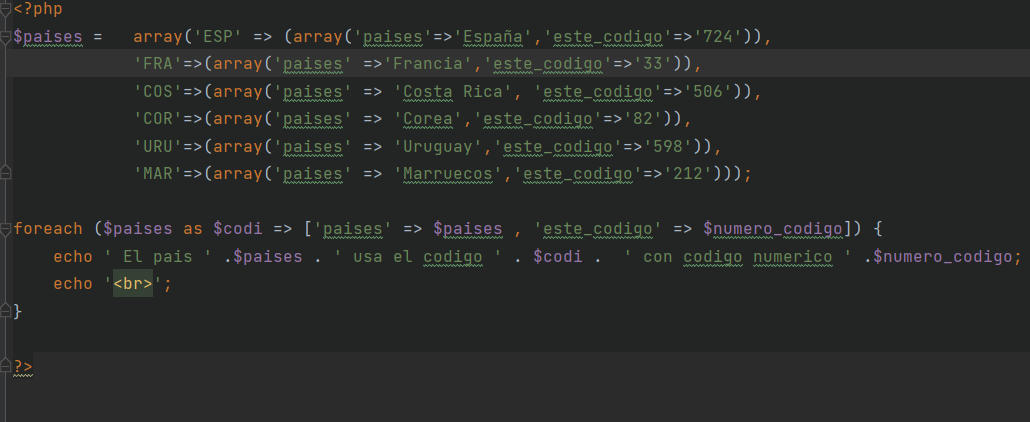 <?php
$paises =   array('ESP' => (array('paises'=>'España','este_codigo'=>'724')),
            'FRA'=>(array('paises' =>'Francia','este_codigo'=>'33')),
            'COS'=>(array('paises' => 'Costa Rica', 'este_codigo'=>'506')),
            'COR'=>(array('paises' => 'Corea','este_codigo'=>'82')),
            'URU'=>(array('paises' => 'Uruguay','este_codigo'=>'598')),
            'MAR'=>(array('paises' => 'Marruecos','este_codigo'=>'212')));
foreach ($paises as $codi => ['paises' => $paises , 'este_codigo' => $numero_codigo]) {
    echo ' El pais ' .$paises . ' usa el codigo ' . $codi .  ' con codigo numerico ' .$numero_codigo;
    echo '<br>';
}
?>